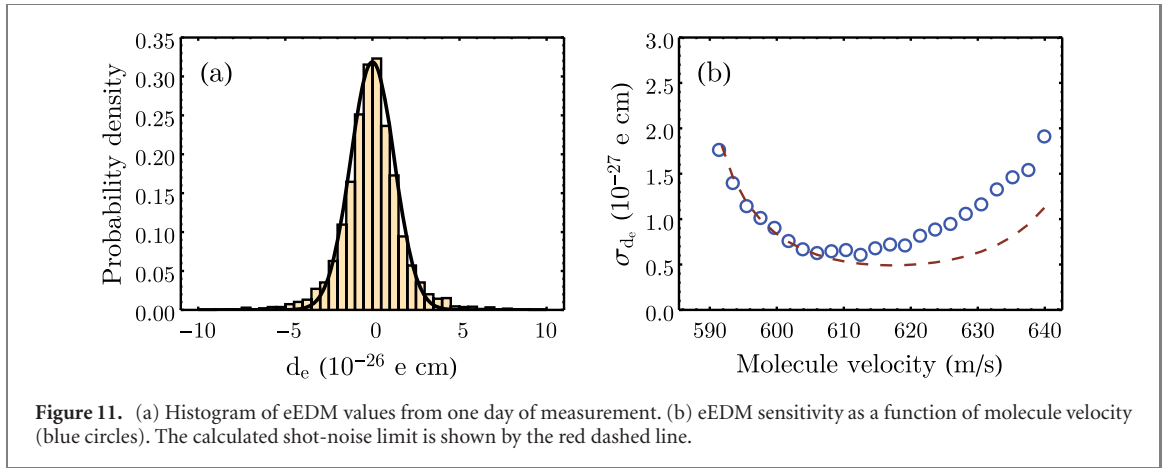 (a)
Probability density
0.35
0.30
0.25
0.20
0.15
0.10
0.05
0.00
−10 −5 0 5 10
dₑ (10⁻²⁶ e cm)
(b)
σdₑ (10⁻²⁷ e cm)
3.0
2.5
2.0
1.5
1.0
0.5
0.0
590 600 610 620 630 640
Molecule velocity (m/s)
Figure 11. (a) Histogram of eEDM values from one day of measurement. (b) eEDM sensitivity as a function of molecule velocity
(blue circles). The calculated shot-noise limit is shown by the red dashed line.